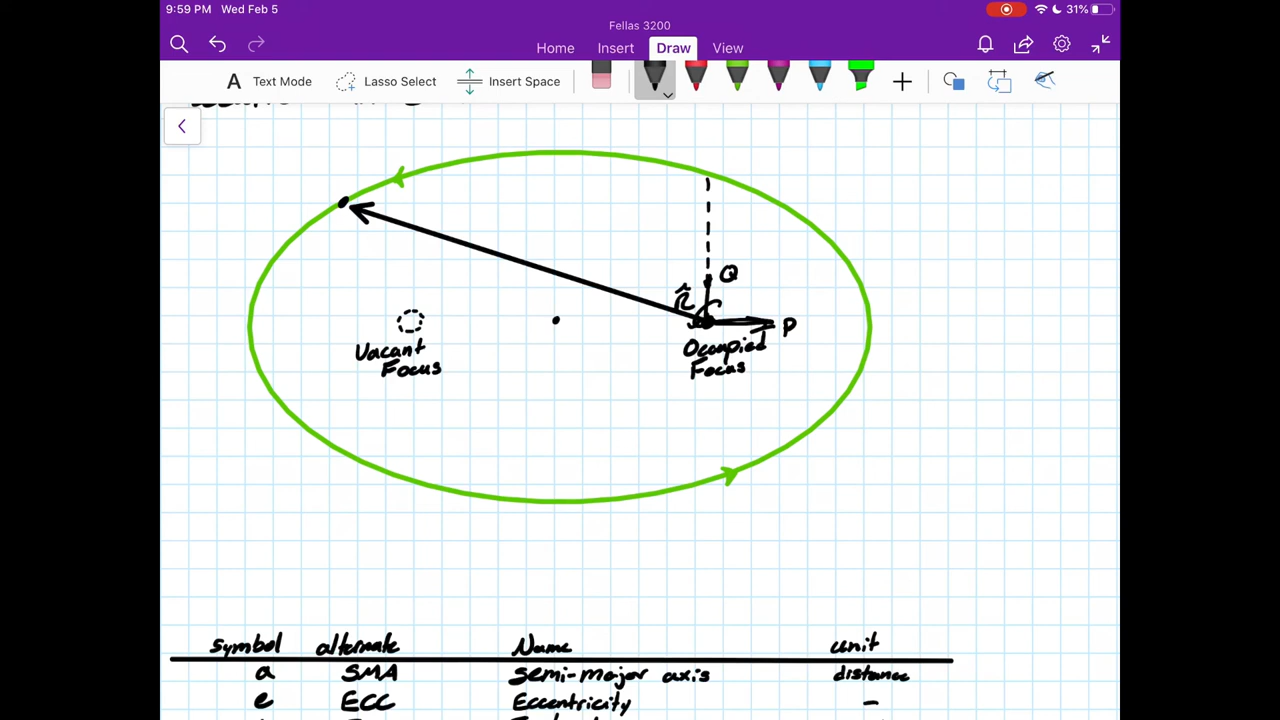 9:59 PM Wed Feb 5
31%
Fellas 3200
Home Insert Draw View
A Text Mode Lasso Select Insert Space
Q
R̂
P
Vacant
Focus
Occupied
Focus
symbol alternate Name unit
a SMA semi-major axis distance
e ECC Eccentricity —